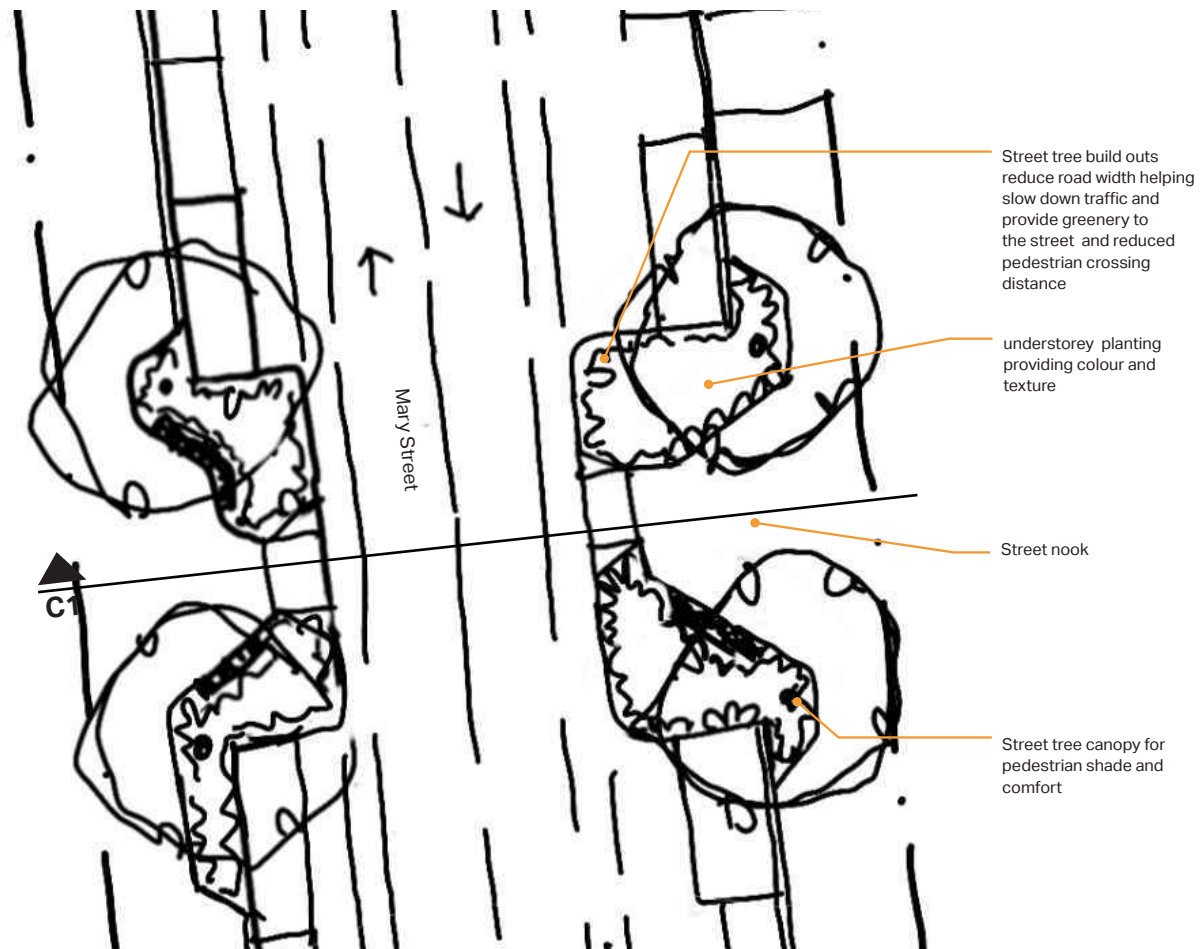 Street tree build outs
reduce road width helping
slow down traffic and
provide greenery to
the street and reduced
pedestrian crossing
distance
understorey planting
providing colour and
texture
Mary Street
Street nook
C1
Street tree canopy for
pedestrian shade and
comfort